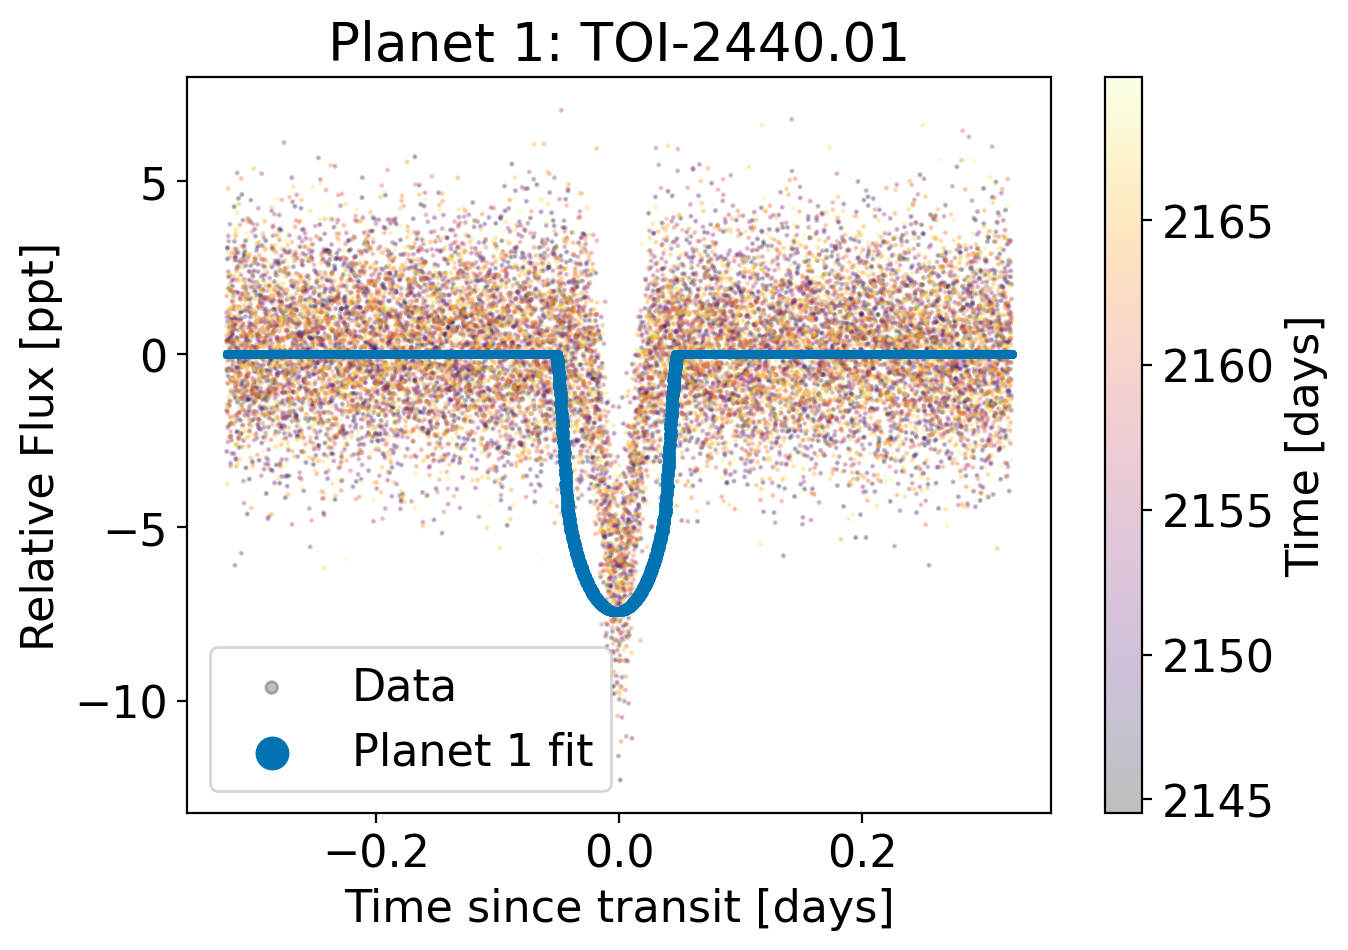 Planet 1: TOI-2440.01
Relative Flux [ppt]
5
0
−5
−10
Data
Planet 1 fit
−0.2
0.0
0.2
Time since transit [days]
2165
2160
2155
2150
2145
Time [days]